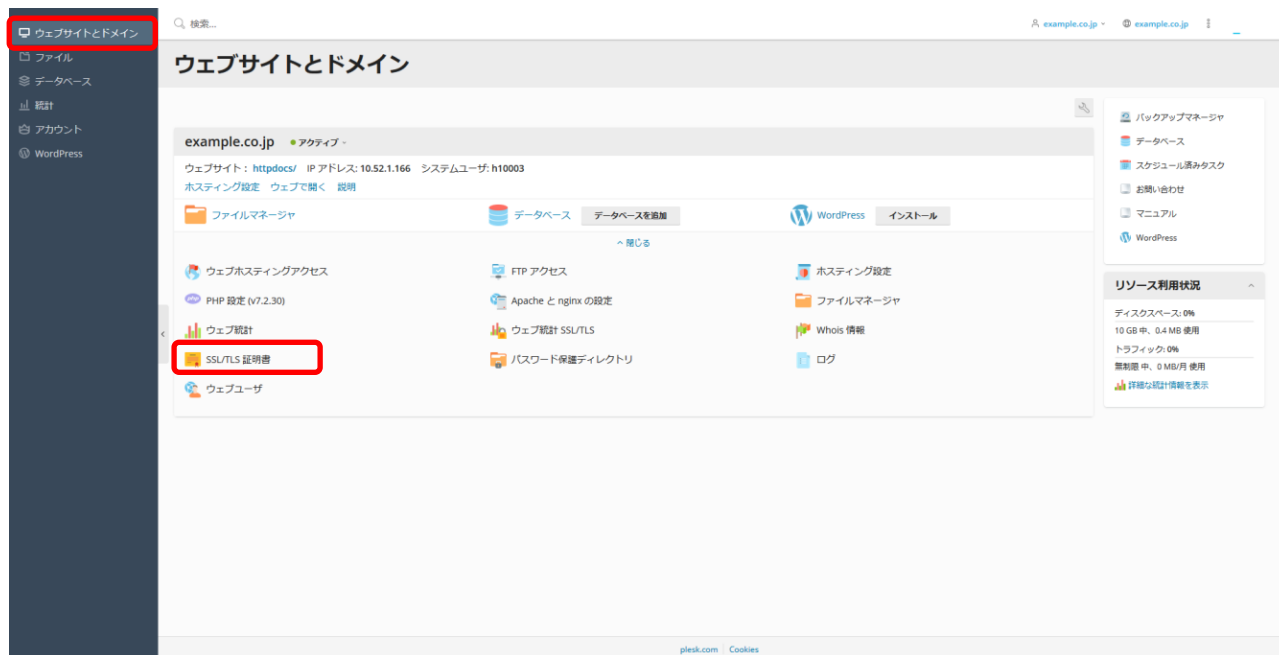 ウェブサイトとドメイン
ファイル
データベース
統計
アカウント
WordPress
検索...
example.co.jp
example.co.jp
ウェブサイトとドメイン
example.co.jp アクティブ
ウェブサイト： httpdocs/ IP アドレス: 10.52.1.166 システムユーザ: h10003
ホスティング設定 ウェブで開く 説明
ファイルマネージャ
データベース データベースを追加
WordPress インストール
閉じる
ウェブホスティングアクセス
FTP アクセス
ホスティング設定
PHP 設定 (v7.2.30)
Apache と nginx の設定
ファイルマネージャ
ウェブ統計
ウェブ統計 SSL/TLS
Whois 情報
SSL/TLS 証明書
パスワード保護ディレクトリ
ログ
ウェブユーザ
バックアップマネージャ
データベース
スケジュール済みタスク
お問い合わせ
マニュアル
WordPress
リソース利用状況
ディスクスペース: 0%
10 GB 中、0.4 MB 使用
トラフィック: 0%
無制限 中、0 MB/月 使用
詳細な統計情報を表示
plesk.com Cookies